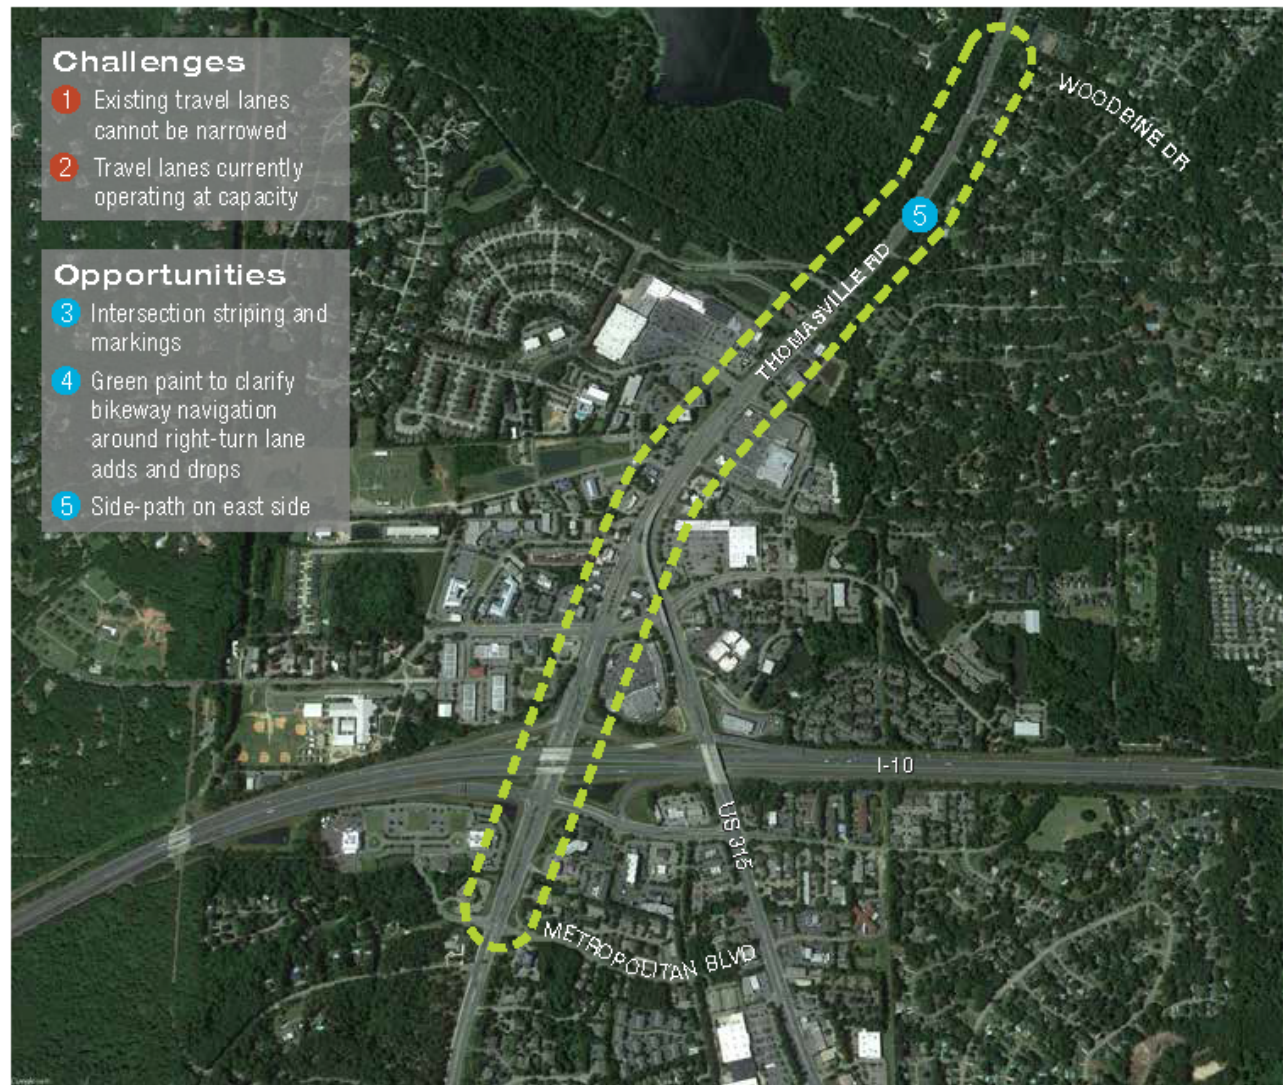 Challenges
1 Existing travel lanes
cannot be narrowed
2 Travel lanes currently
operating at capacity
Opportunities
3 Intersection striping and
markings
4 Green paint to clarify
bikeway navigation
around right-turn lane
adds and drops
5 Side-path on east side
WOODBINE DR
5
THOMASVILLE RD
I-10
US 315
METROPOLITAN BLVD